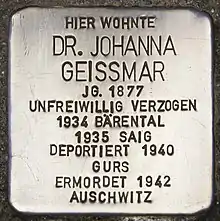 HIER WOHNTE
DR. JOHANNA
GEISSMAR
JG. 1877
UNFREIWILLIG VERZOGEN
1934 BÄRENTAL
1935 SAIG
DEPORTIERT 1940
GURS
ERMORDET 1942
AUSCHWITZ